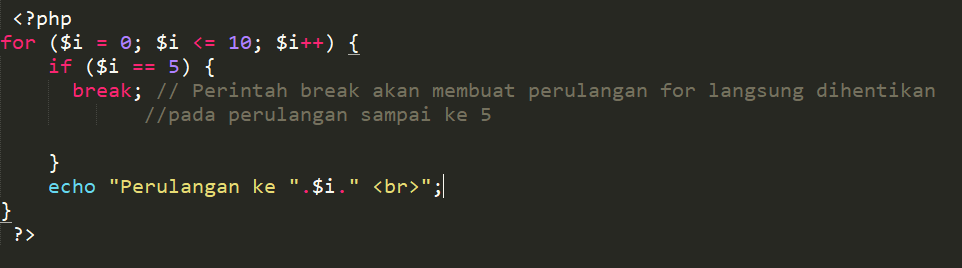 <?php
for ($i = 0; $i <= 10; $i++) {
if ($i == 5) {
break; // Perintah break akan membuat perulangan for langsung dihentikan
//pada perulangan sampai ke 5
}
echo "Perulangan ke ".$i." <br>";
}
?>